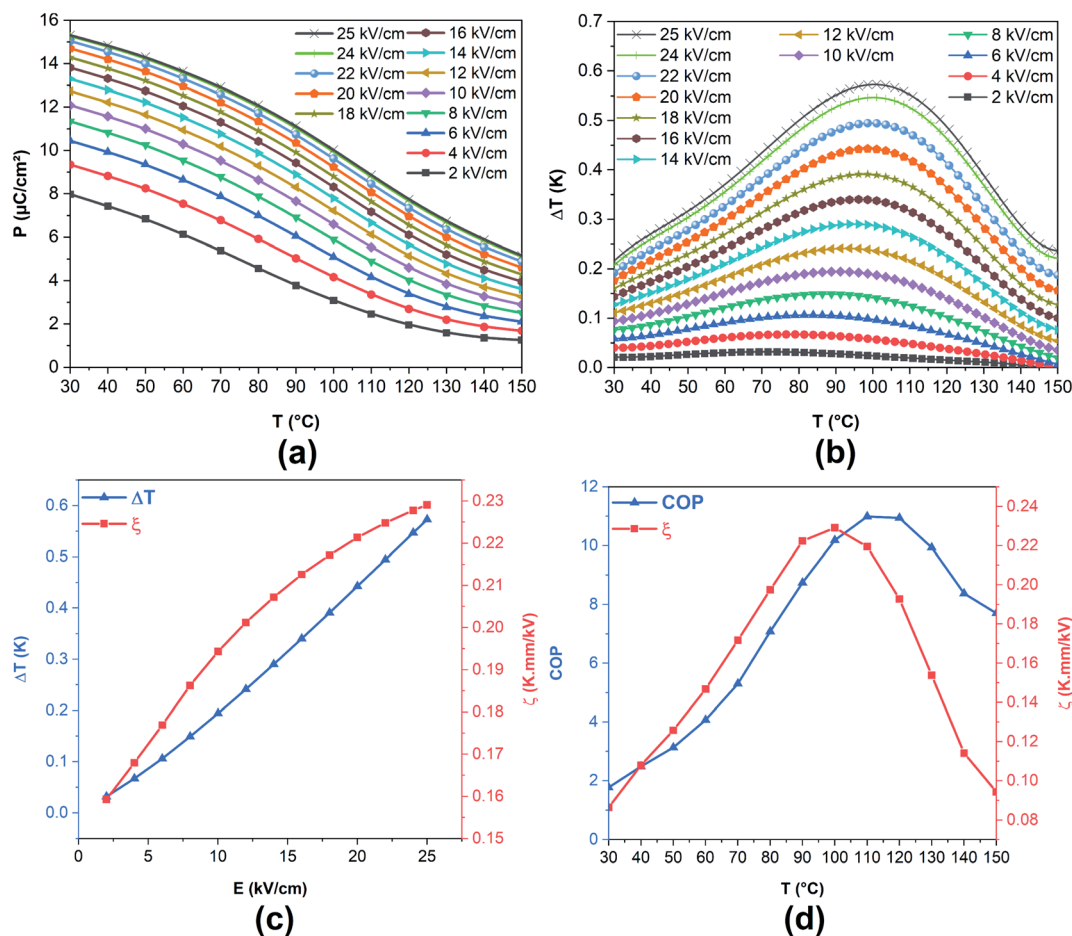 16
14
12
10
8
6
4
2
0
P (µC/cm²)
25 kV/cm
24 kV/cm
22 kV/cm
20 kV/cm
18 kV/cm
16 kV/cm
14 kV/cm
12 kV/cm
10 kV/cm
8 kV/cm
6 kV/cm
4 kV/cm
2 kV/cm
30 40 50 60 70 80 90 100 110 120 130 140 150
T (°C)
(a)
0.7
0.6
0.5
0.4
0.3
0.2
0.1
0.0
ΔT (K)
25 kV/cm
24 kV/cm
22 kV/cm
20 kV/cm
18 kV/cm
16 kV/cm
14 kV/cm
12 kV/cm
10 kV/cm
8 kV/cm
6 kV/cm
4 kV/cm
2 kV/cm
30 40 50 60 70 80 90 100 110 120 130 140 150
T (°C)
(b)
0.6
0.5
0.4
0.3
0.2
0.1
0.0
ΔT (K)
ΔT
ξ
0.23
0.22
0.21
0.20
0.19
0.18
0.17
0.16
0.15
ζ (K.mm/kV)
0 5 10 15 20 25
E (kV/cm)
(c)
12
10
8
6
4
2
0
COP
COP
ξ
0.24
0.22
0.20
0.18
0.16
0.14
0.12
0.10
0.08
ζ (K.mm/kV)
30 40 50 60 70 80 90 100 110 120 130 140 150
T (°C)
(d)